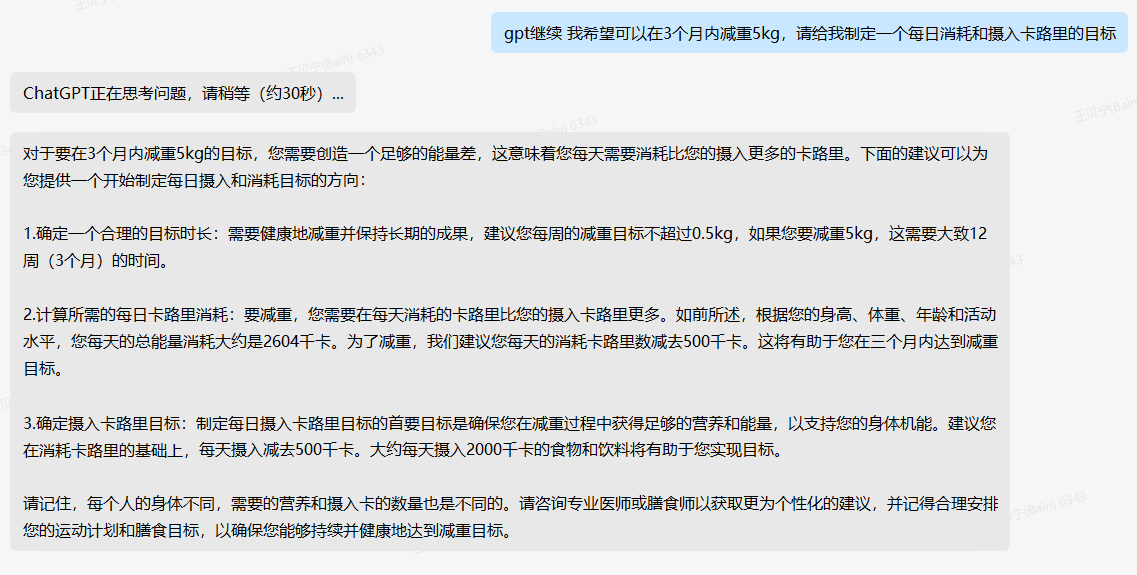 王贝宁(Bain) 6343
gpt继续 我希望可以在3个月内减重5kg，请给我制定一个每日消耗和摄入卡路里的目标
ChatGPT正在思考问题，请稍等（约30秒）...
对于要在3个月内减重5kg的目标，您需要创造一个足够的能量差，这意味着您每天需要消耗比您的摄入更多的卡路里。下面的建议可以为
您提供一个开始制定每日摄入和消耗目标的方向：
1.确定一个合理的目标时长：需要健康地减重并保持长期的成果，建议您每周的减重目标不超过0.5kg，如果您要减重5kg，这需要大致12
周（3个月）的时间。
2.计算所需的每日卡路里消耗：要减重，您需要在每天消耗的卡路里比您的摄入卡路里更多。如前所述，根据您的身高、体重、年龄和活动
水平，您每天的总能量消耗大约是2604千卡。为了减重，我们建议您每天的消耗卡路里数减去500千卡。这将有助于您在三个月内达到减重
目标。
3.确定摄入卡路里目标：制定每日摄入卡路里目标的首要目标是确保您在减重过程中获得足够的营养和能量，以支持您的身体机能。建议您
在消耗卡路里的基础上，每天摄入减去500千卡。大约每天摄入2000千卡的食物和饮料将有助于您实现目标。
请记住，每个人的身体不同，需要的营养和摄入卡的数量也是不同的。请咨询专业医师或膳食师以获取更为个性化的建议，并记得合理安排
您的运动计划和膳食目标，以确保您能够持续并健康地达到减重目标。